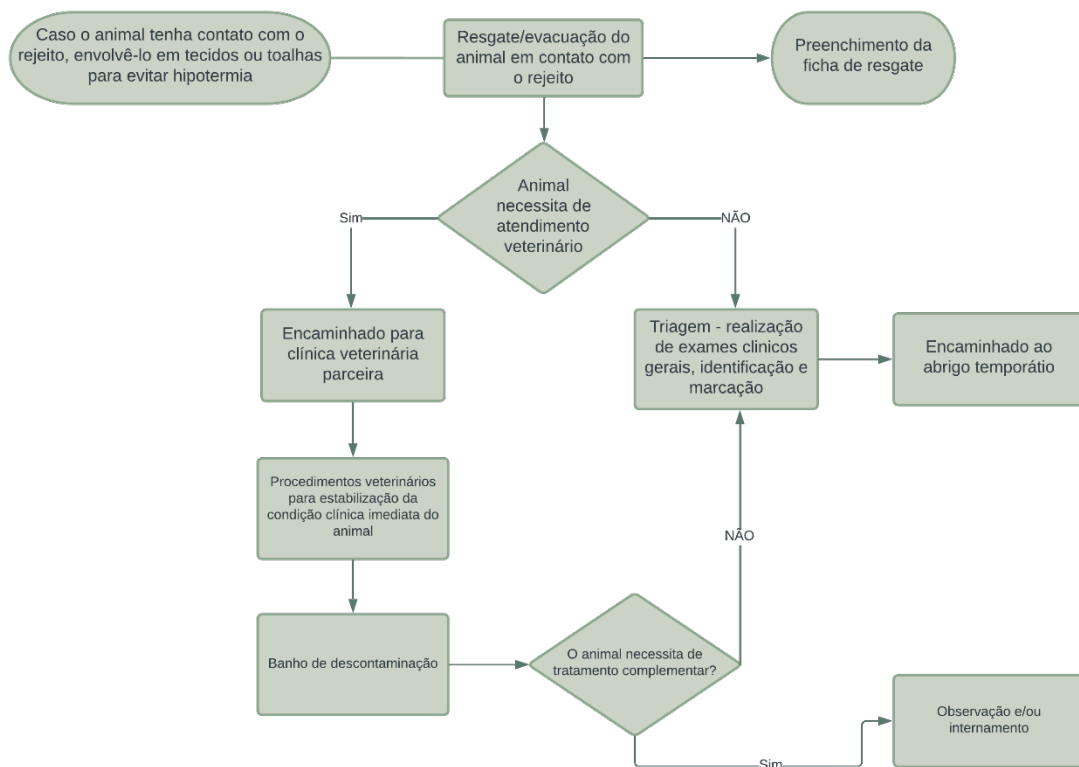 Caso o animal tenha contato com o
rejeito, envolvê-lo em tecidos ou toalhas
para evitar hipotermia
Resgate/evacuação do
animal em contato com
o rejeito
Preenchimento da
ficha de resgate
Animal
necessita de
atendimento
veterinário
Sim
NÃO
Encaminhado para
clínica veterinária
parceira
Triagem - realização
de exames clinicos
gerais, identificação e
marcação
Encaminhado ao
abrigo temporátio
Procedimentos veterinários
para estabilização da
condição clínica imediata do
animal
NÃO
Banho de descontaminação
O animal necessita de
tratamento complementar?
Observação e/ou
internamento
Sim